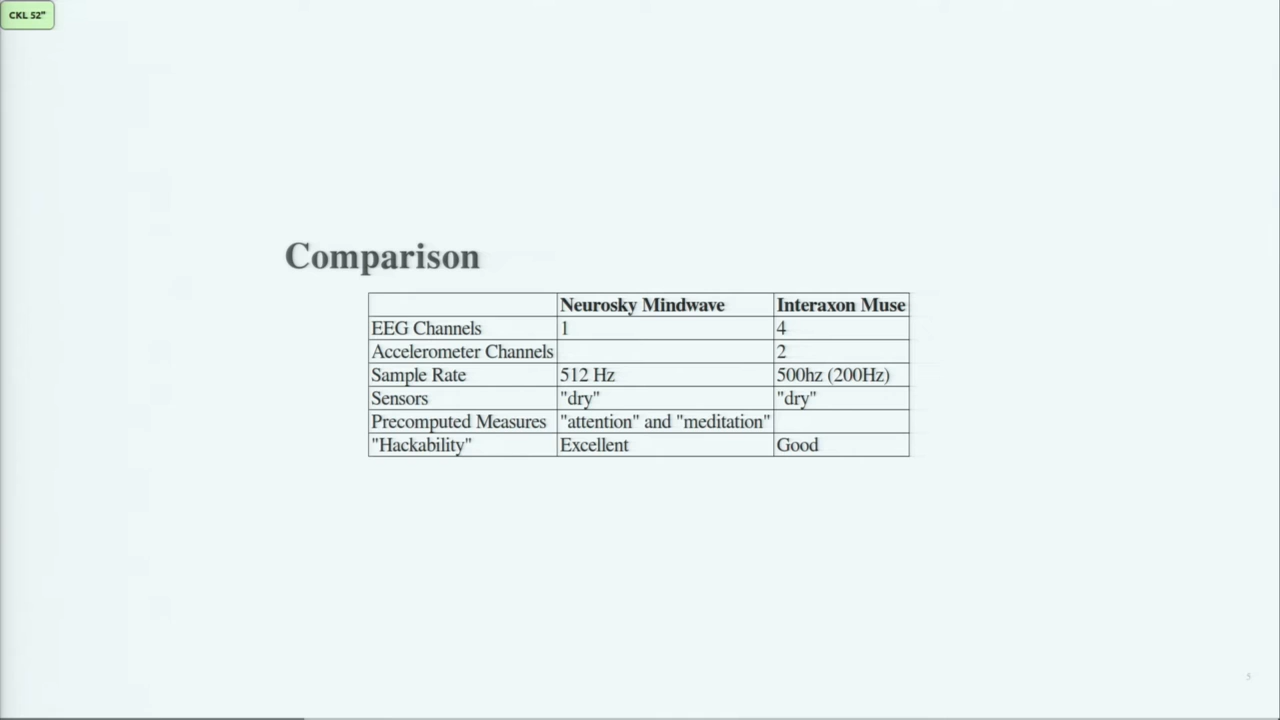 CKL 52"
Comparison
Neurosky Mindwave Interaxon Muse
EEG Channels 1 4
Accelerometer Channels 2
Sample Rate 512 Hz 500hz (200Hz)
Sensors "dry" "dry"
Precomputed Measures "attention" and "meditation"
"Hackability" Excellent Good
5